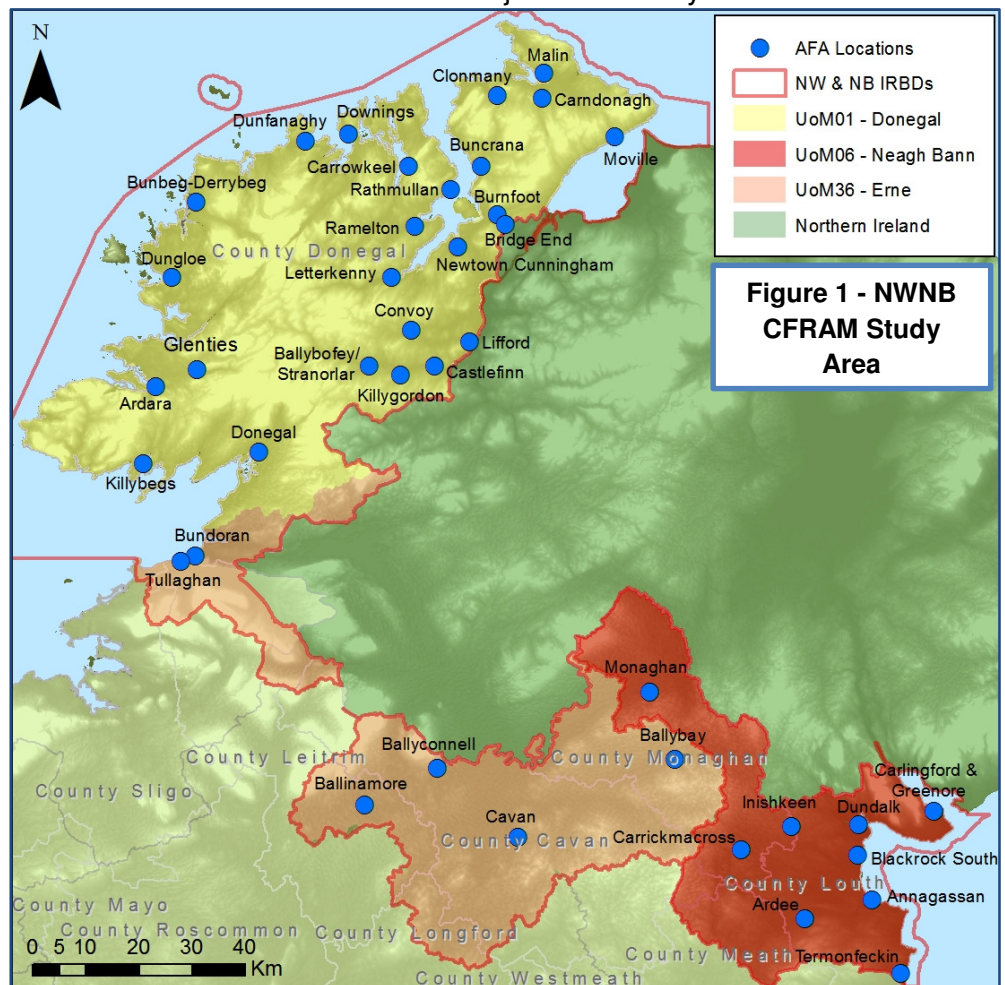 N
AFA Locations
NW & NB IRBDs
UoM01 - Donegal
UoM06 - Neagh Bann
UoM36 - Erne
Northern Ireland
Figure 1 - NWNB
CFRAM Study
Area
Malin
Clonmany
Carndonagh
Downings
Dunfanaghy
Moville
Buncrana
Carrowkeel
Rathmullan
Bunbeg-Derrybeg
Burnfoot
Ramelton
Bridge End
County Donegal
Dungloe
Letterkenny
Newtown Cunningham
Convoy
Glenties
Lifford
Ballybofey/
Stranorlar
Castlefinn
Killygordon
Ardara
Donegal
Killybegs
Bundoran
Tullaghan
Monaghan
Ballybay
County Monaghan
Ballyconnell
County Leitrim
Ballinamore
County Sligo
Carlingford &
Greenore
Inishkeen
Dundalk
Cavan
County Cavan
Carrickmacross
Blackrock South
County Louth
Annagassan
Ardee
County Mayo
County Roscommon
County Longford
County Meath
Termonfeckin
County Westmeath
0 5 10 20 30 40
Km